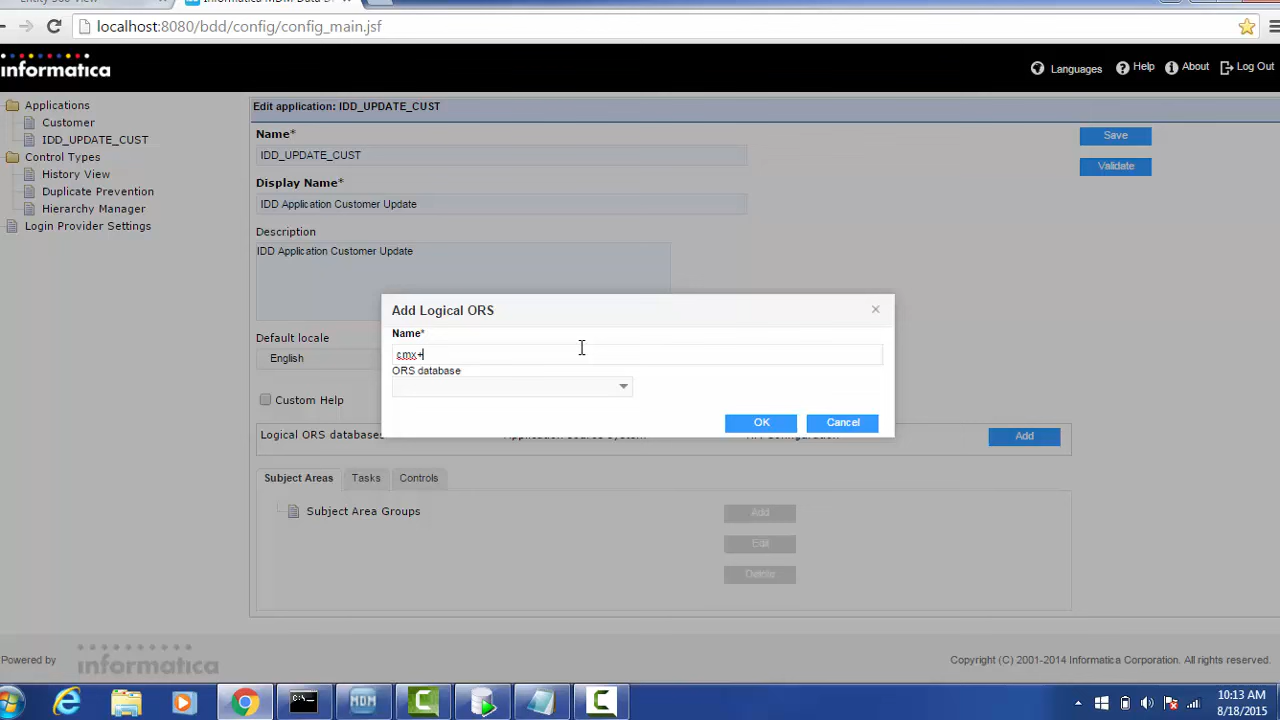 localhost:8080/bdd/config/config_main.jsf
informatica
Languages
Help
About
Log Out
Applications
Customer
IDD_UPDATE_CUST
Control Types
History View
Duplicate Prevention
Hierarchy Manager
Login Provider Settings
Edit application: IDD_UPDATE_CUST
Name*
IDD_UPDATE_CUST
Save
Validate
Display Name*
IDD Application Customer Update
Description
IDD Application Customer Update
Default locale
English
Custom Help
Add Logical ORS
Name*
cmx+
ORS database
OK
Cancel
Logical ORS databases
Add
Subject Areas
Tasks
Controls
Subject Area Groups
Add
Edit
Delete
Powered by
informatica
Copyright (C) 2001-2014 Informatica Corporation. All rights reserved.
MDM
10:13 AM
8/18/2015